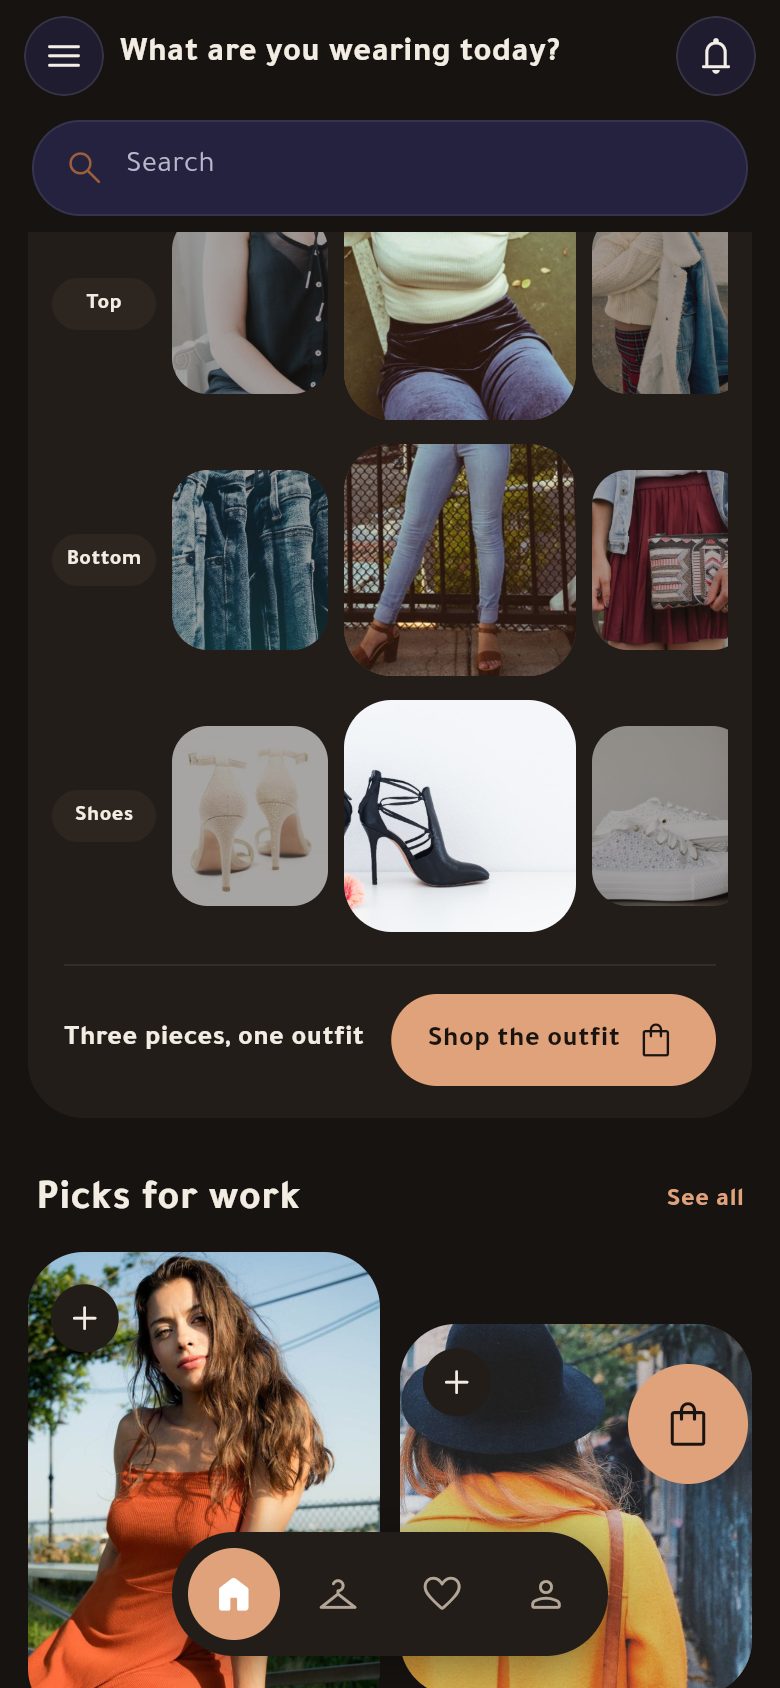 What are you wearing today?
Search
Top
Bottom
Shoes
Three pieces, one outfit
Shop the outfit
Picks for work
See all